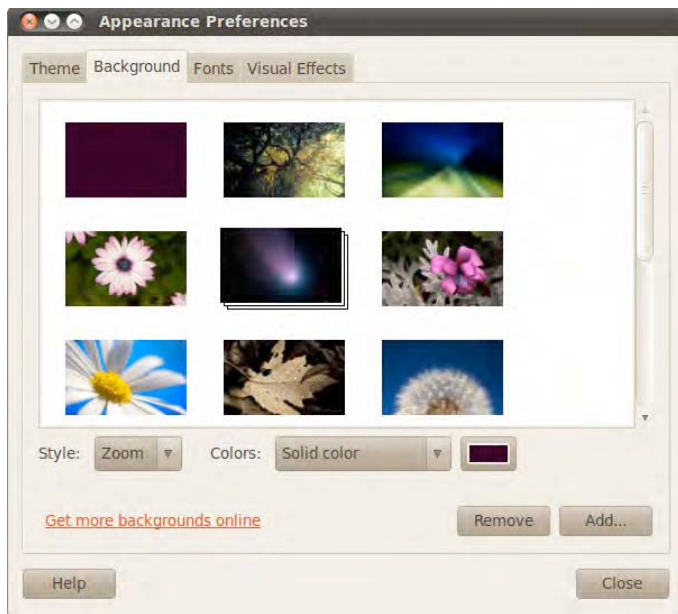 Appearance Preferences
Theme Background Fonts Visual Effects
Style: Zoom Colors: Solid color
Get more backgrounds online Remove Add...
Help Close